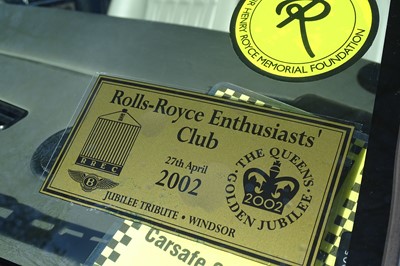 R HENRY ROYCE MEMORIAL FOUNDATION
R
Rolls-Royce Enthusiasts'
Club
27th April
2002
RREC
B
THE QUEEN'S
GOLDEN JUBILEE
2002
JUBILEE TRIBUTE • WINDSOR
Carsafe